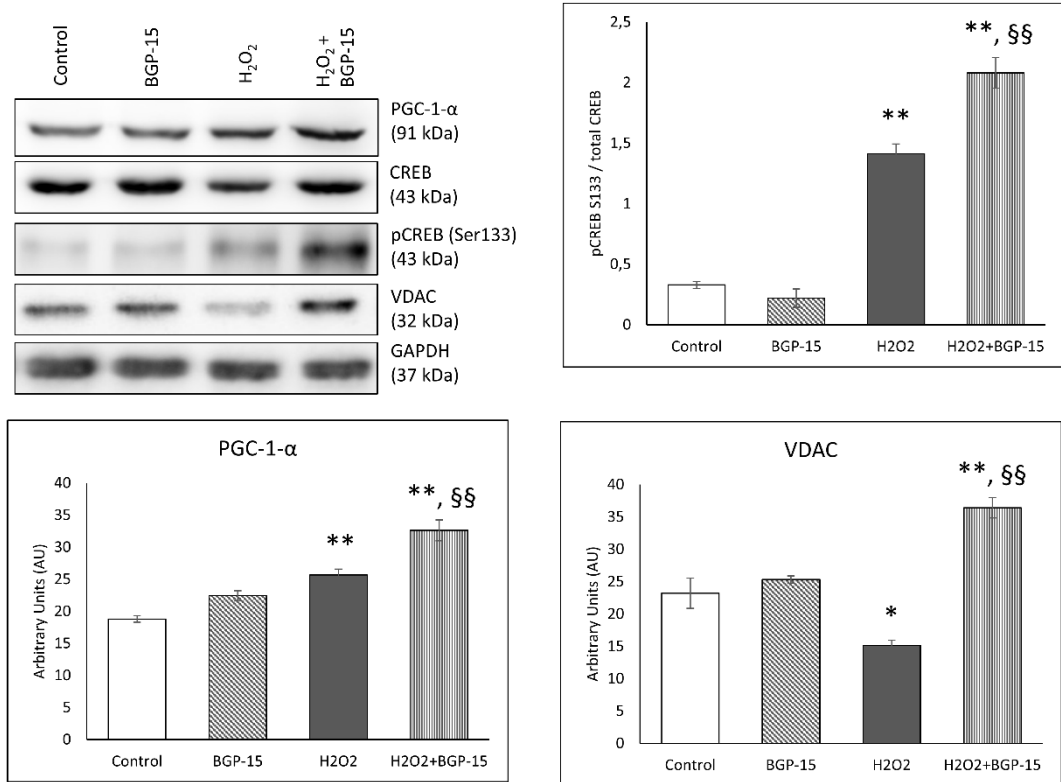 Control
BGP-15
H₂O₂
H₂O₂+
BGP-15
PGC-1-α
(91 kDa)
CREB
(43 kDa)
pCREB (Ser133)
(43 kDa)
VDAC
(32 kDa)
GAPDH
(37 kDa)
pCREB S133 / total CREB
2,5
2
1,5
1
0,5
0
**
**, §§
Control
BGP-15
H2O2
H2O2+BGP-15
PGC-1-α
Arbitrary Units (AU)
40
35
30
25
20
15
10
5
0
**
**, §§
Control
BGP-15
H2O2
H2O2+BGP-15
VDAC
Arbitrary Units (AU)
40
35
30
25
20
15
10
5
0
*
**, §§
Control
BGP-15
H2O2
H2O2+BGP-15